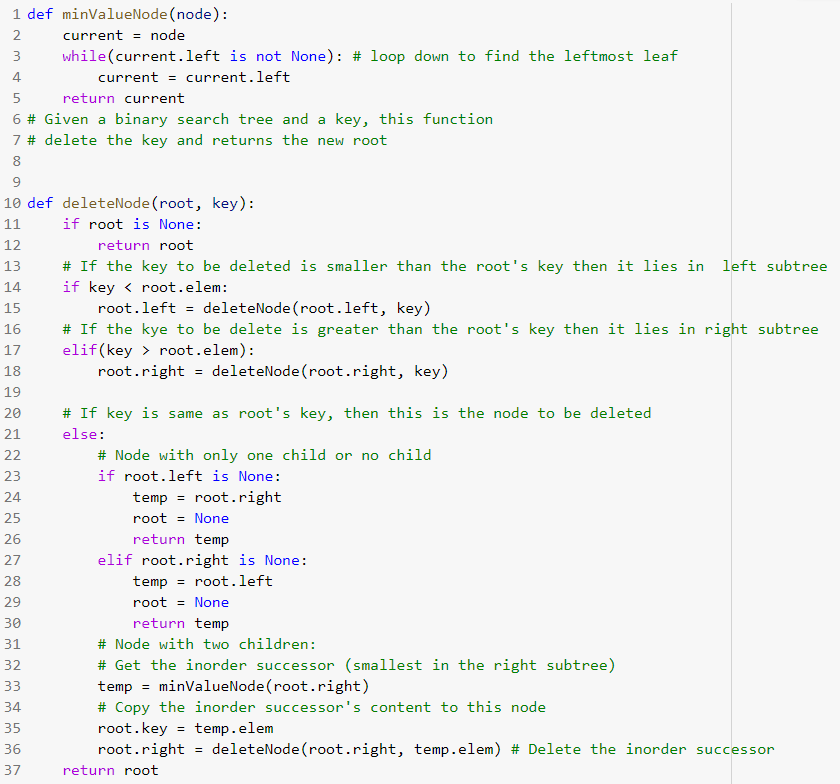 1 def minValueNode(node):
2     current = node
3     while(current.left is not None): # loop down to find the leftmost leaf
4         current = current.left
5     return current
6 # Given a binary search tree and a key, this function
7 # delete the key and returns the new root
8
9
10 def deleteNode(root, key):
11     if root is None:
12         return root
13     # If the key to be deleted is smaller than the root's key then it lies in  left subtree
14     if key < root.elem:
15         root.left = deleteNode(root.left, key)
16     # If the kye to be delete is greater than the root's key then it lies in right subtree
17     elif(key > root.elem):
18         root.right = deleteNode(root.right, key)
19
20     # If key is same as root's key, then this is the node to be deleted
21     else:
22         # Node with only one child or no child
23         if root.left is None:
24             temp = root.right
25             root = None
26             return temp
27         elif root.right is None:
28             temp = root.left
29             root = None
30             return temp
31         # Node with two children:
32         # Get the inorder successor (smallest in the right subtree)
33         temp = minValueNode(root.right)
34         # Copy the inorder successor's content to this node
35         root.key = temp.elem
36         root.right = deleteNode(root.right, temp.elem) # Delete the inorder successor
37     return root